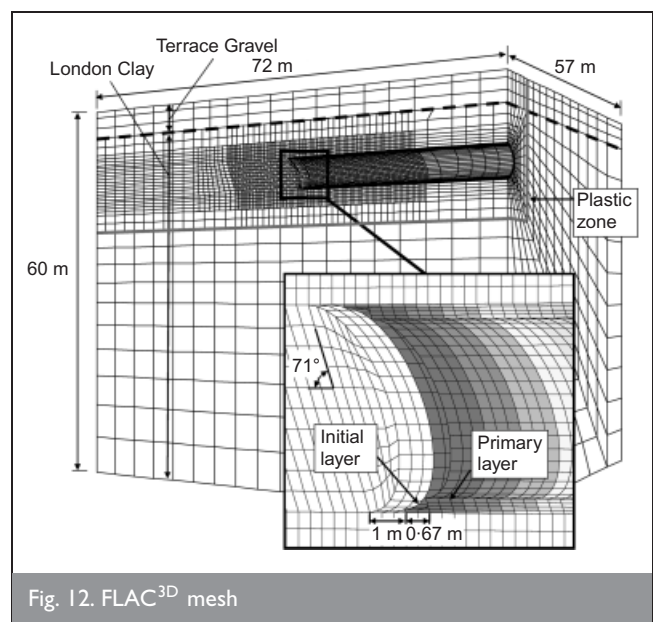 Terrace Gravel
London Clay
72 m
57 m
Plastic
zone
60 m
71°
Initial
layer
Primary
layer
1 m 0·67 m
Fig. 12. FLAC3D mesh